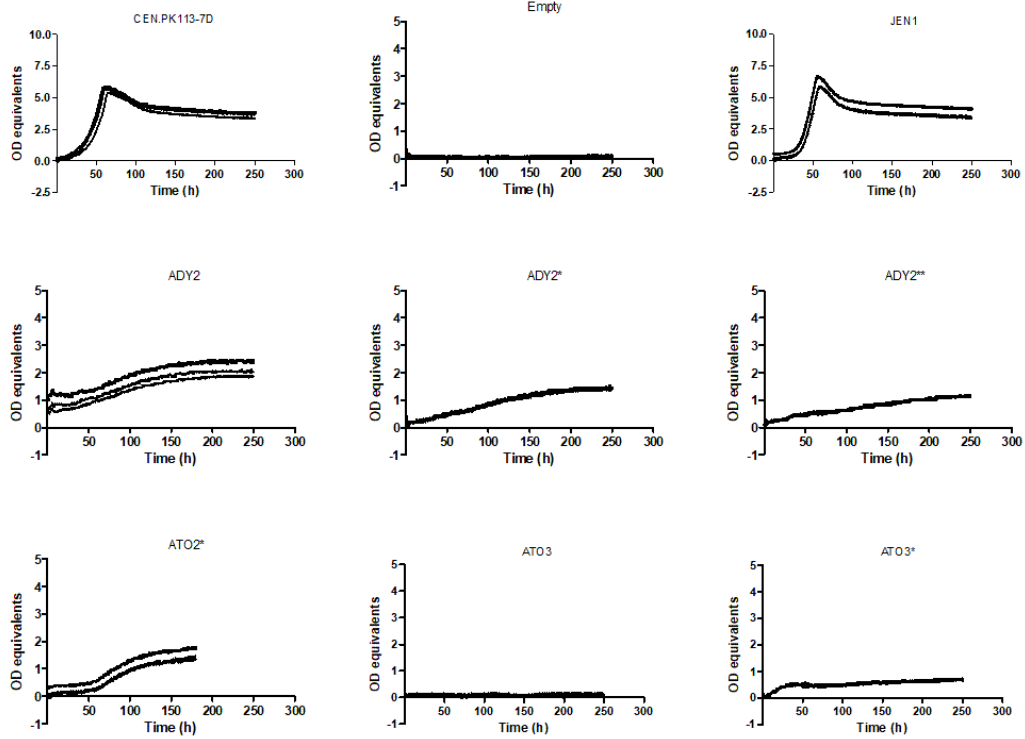 CEN.PK113-7D
10.0
7.5
5.0
2.5
0.0
-2.5
OD equivalents
50 100 150 200 250 300
Time (h)
Empty
5
4
3
2
1
0
-1
OD equivalents
50 100 150 200 250 300
Time (h)
JEN1
10.0
7.5
5.0
2.5
0.0
-2.5
OD equivalents
50 100 150 200 250 300
Time (h)
ADY2
5
4
3
2
1
0
-1
OD equivalents
50 100 150 200 250 300
Time (h)
ADY2*
5
4
3
2
1
0
-1
OD equivalents
50 100 150 200 250 300
Time (h)
ADY2**
5
4
3
2
1
0
-1
OD equivalents
50 100 150 200 250 300
Time (h)
ATO2*
5
4
3
2
1
0
-1
OD equivalents
50 100 150 200 250 300
Time (h)
ATO3
5
4
3
2
1
0
-1
OD equivalents
50 100 150 200 250 300
Time (h)
ATO3*
5
4
3
2
1
0
-1
OD equivalents
50 100 150 200 250 300
Time (h)